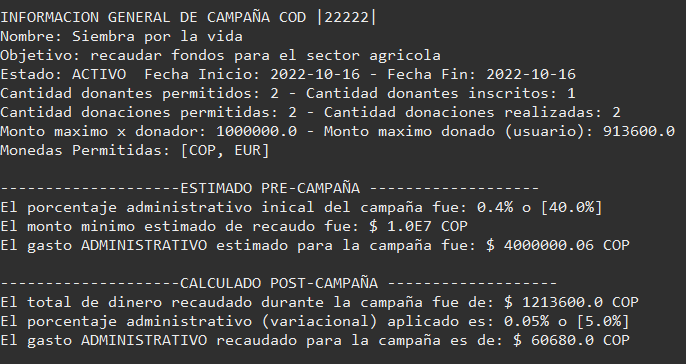 INFORMACION GENERAL DE CAMPAÑA COD |22222|
Nombre: Siembra por la vida
Objetivo: recaudar fondos para el sector agricola
Estado: ACTIVO  Fecha Inicio: 2022-10-16 - Fecha Fin: 2022-10-16
Cantidad donantes permitidos: 2 - Cantidad donantes inscritos: 1
Cantidad donaciones permitidas: 2 - Cantidad donaciones realizadas: 2
Monto maximo x donador: 1000000.0 - Monto maximo donado (usuario): 913600.0
Monedas Permitidas: [COP, EUR]

--------------------ESTIMADO PRE-CAMPAÑA -------------------
El porcentaje administrativo inical del campaña fue: 0.4% o [40.0%]
El monto minimo estimado de recaudo fue: $ 1.0E7 COP
El gasto ADMINISTRATIVO estimado para la campaña fue: $ 4000000.06 COP

--------------------CALCULADO POST-CAMPAÑA -------------------
El total de dinero recaudado durante la campaña fue de: $ 1213600.0 COP
El porcentaje administrativo (variacional) aplicado es: 0.05% o [5.0%]
El gasto ADMINISTRATIVO recaudado para la campaña es de: $ 60680.0 COP